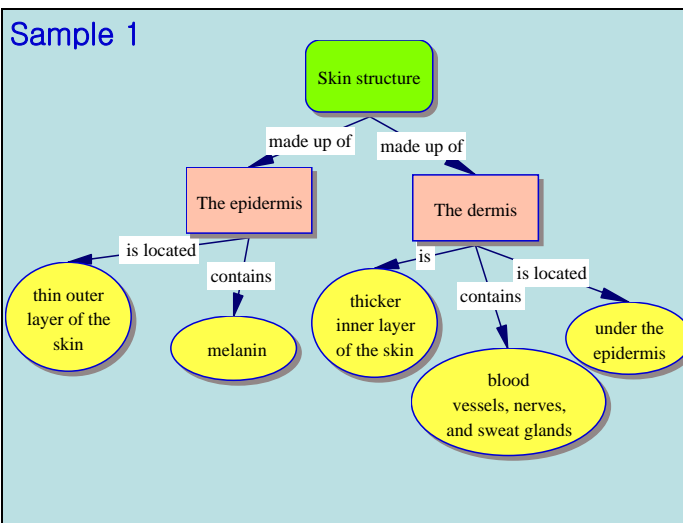 Sample 1
Skin structure
made up of
made up of
The epidermis
The dermis
is located
contains
is
contains
is located
thin outer
layer of the
skin
melanin
thicker
inner layer
of the skin
blood
vessels, nerves,
and sweat glands
under the
epidermis